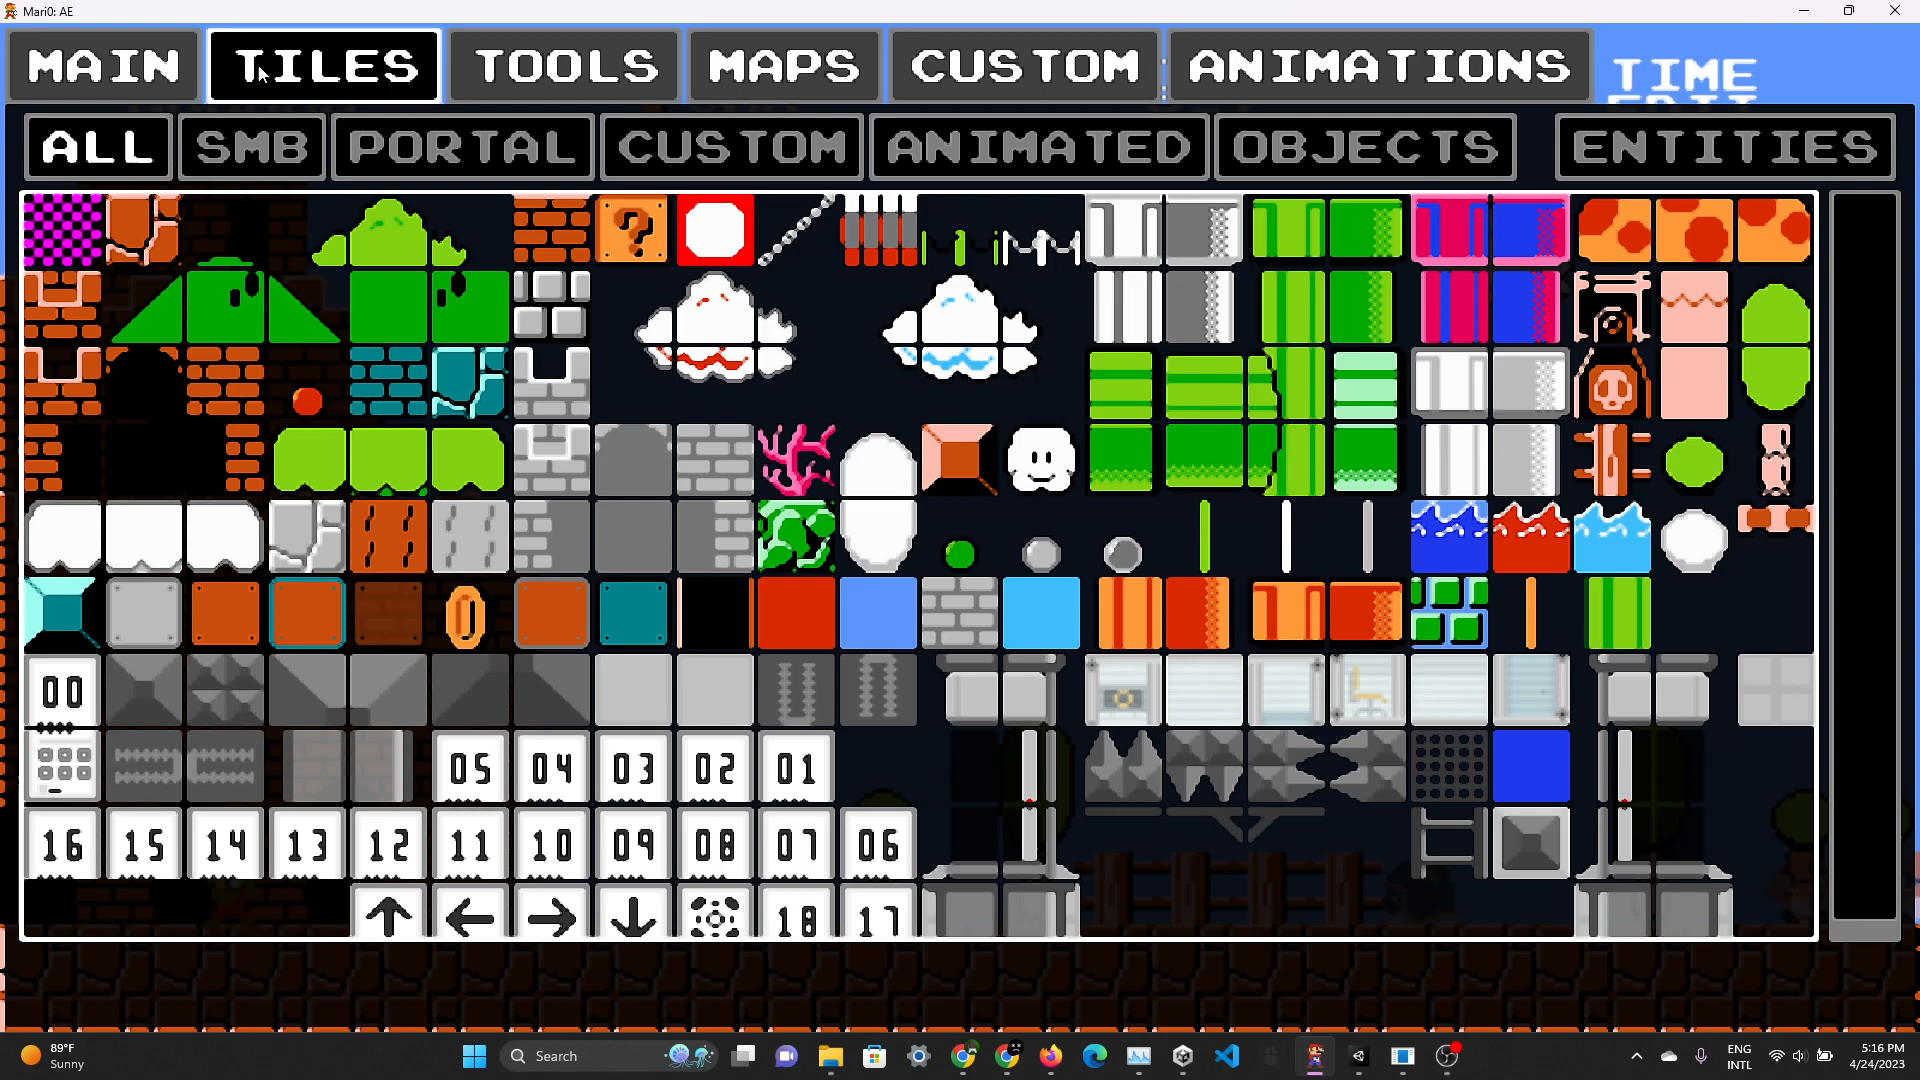 Mari0: AE
MAIN TILES TOOLS MAPS CUSTOM ANIMATIONS TIME
ALL SMB PORTAL CUSTOM ANIMATED OBJECTS ENTITIES
?
00
05 04 03 02 01
16 15 14 13 12 11 10 09 08 07 06
18 17
89°F
Sunny
Search
ENG
INTL
5:16 PM
4/24/2023